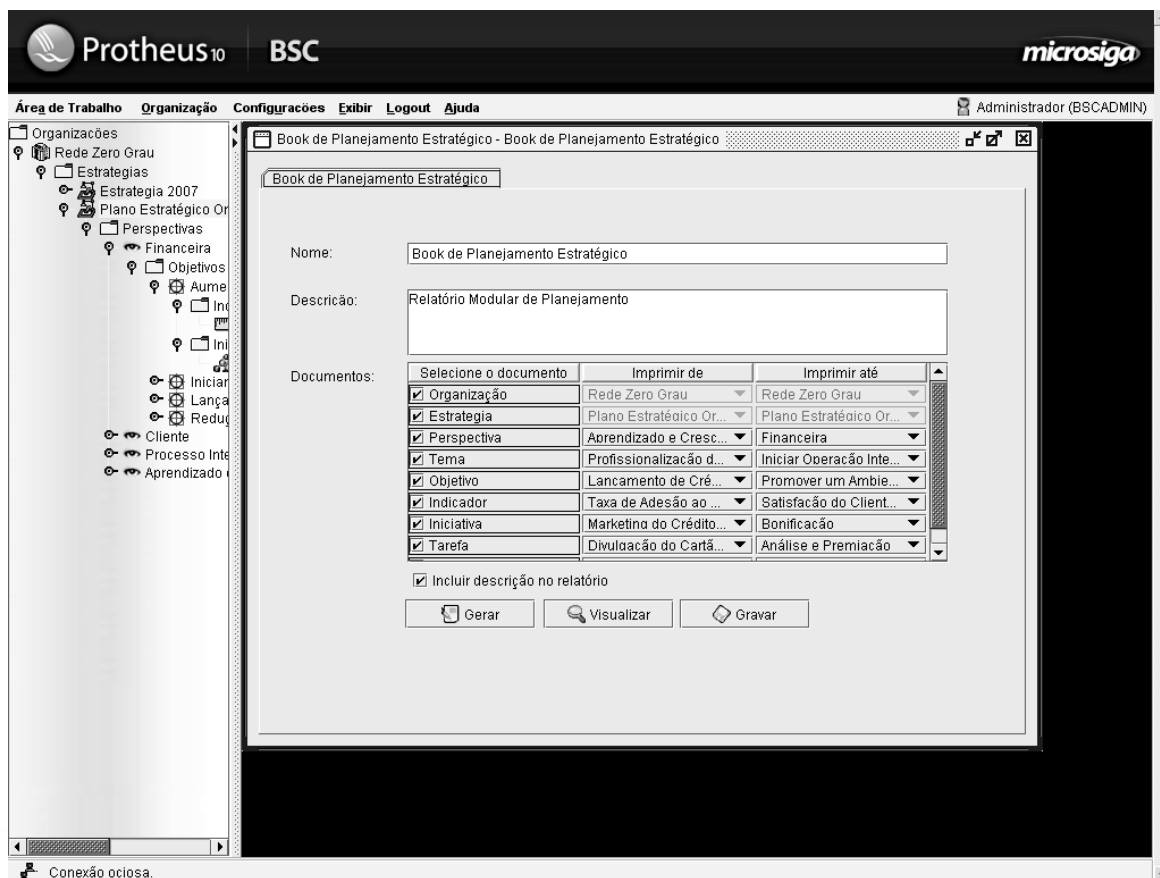 Protheus10 BSC microsiga
Área de Trabalho Organização Configurações Exibir Logout Ajuda Administrador (BSCADMIN)
Organizações
Rede Zero Grau
Estrategias
Estrategia 2007
Plano Estratégico Or
Perspectivas
Financeira
Objetivos
Aume
Ind
Ini
Iniciar
Lança
Reduç
Cliente
Processo Inte
Aprendizado
Book de Planejamento Estratégico - Book de Planejamento Estratégico
Book de Planejamento Estratégico
Nome: Book de Planejamento Estratégico
Descrição: Relatório Modular de Planejamento
Documentos: Selecione o documento Imprimir de Imprimir até
Organização Rede Zero Grau Rede Zero Grau
Estrategia Plano Estratégico Or... Plano Estratégico Or...
Perspectiva Aprendizado e Cresc... Financeira
Tema Profissionalização d... Iniciar Operação Inte...
Objetivo Lançamento de Cré... Promover um Ambie...
Indicador Taxa de Adesão ao ... Satisfação do Client...
Iniciativa Marketing do Crédito... Bonificação
Tarefa Divulgação do Cartã... Análise e Premiação
Incluir descrição no relatório
Gerar Visualizar Gravar
Conexão ociosa.